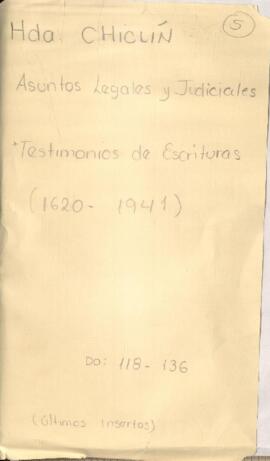 5
Hda. CHICLÍN
Asuntos Legales y Judiciales
*Testimonios de Escrituras
(1620- 1941)
Do: 118-136
(Últimos insertos)